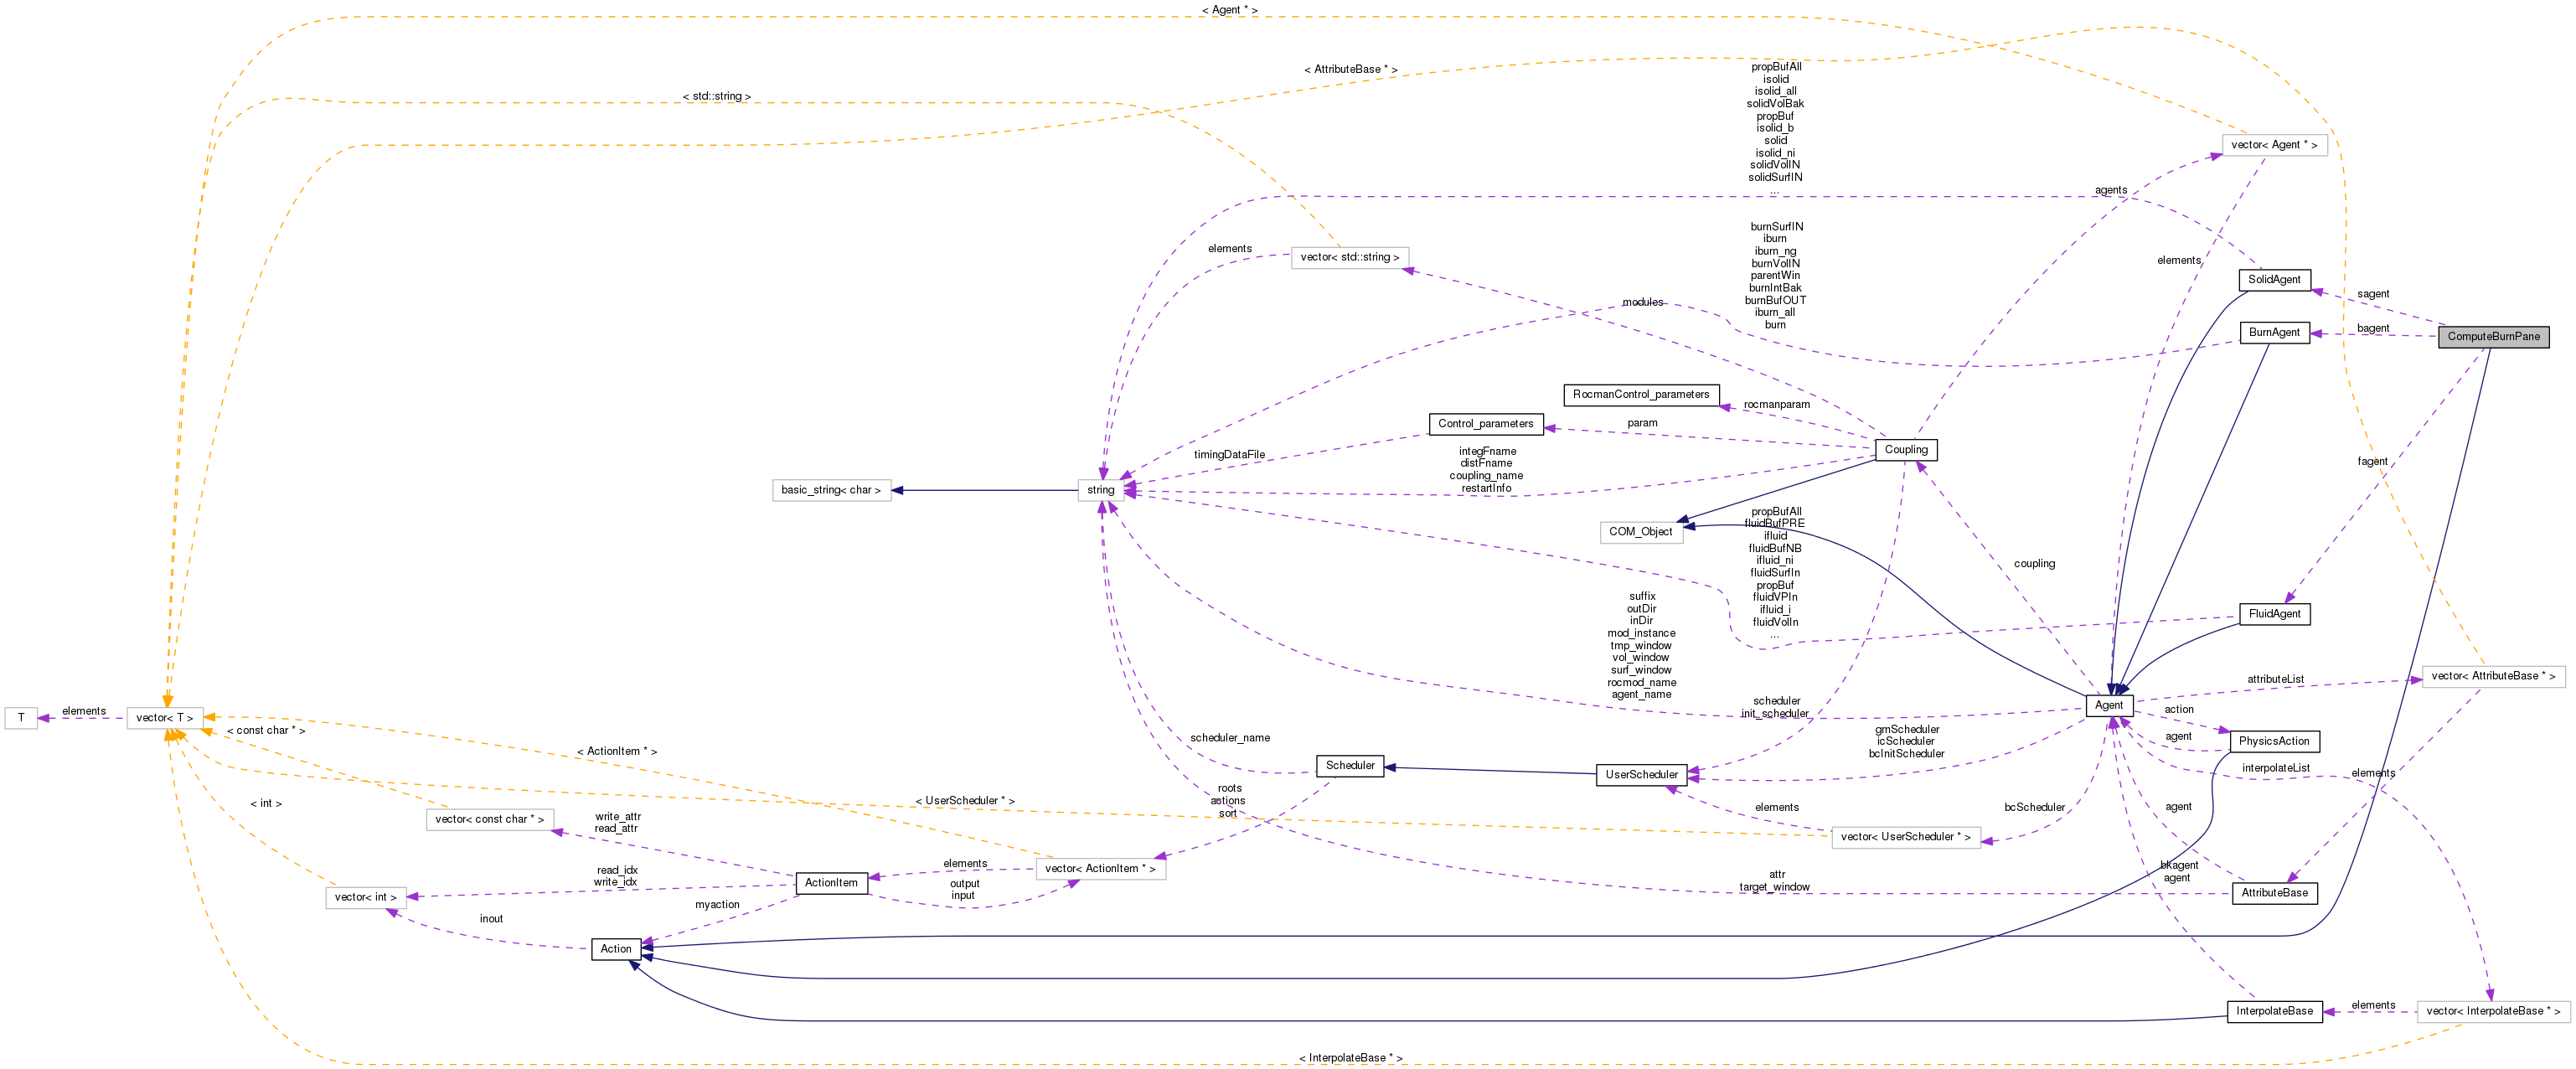 < Agent * >
< AttributeBase * >
< std::string >
propBufAll
isolid
isolid_all
solidVolBak
propBuf
isolid_b
solid
isolid_ni
solidVolIN
solidSurfIN
...
vector< Agent * >
agents
elements
vector< std::string >
elements
burnSurfIN
iburn
iburn_ng
burnVolIN
parentWin
burnIntBak
burnBufOUT
iburn_all
burn
modules
SolidAgent
sagent
BurnAgent
bagent
ComputeBurnPane
RocmanControl_parameters
rocmanparam
Control_parameters
param
Coupling
timingDataFile
integFname
distFname
coupling_name
restartInfo
fagent
basic_string< char >
string
COM_Object
propBufAll
fluidBufPRE
ifluid
fluidBufNB
ifluid_ni
fluidSurfIn
propBuf
fluidVPIn
ifluid_i
fluidVolIn
...
coupling
suffix
outDir
inDir
mod_instance
tmp_window
vol_window
surf_window
rocmod_name
agent_name
FluidAgent
vector< AttributeBase * >
attributeList
scheduler
init_scheduler
Agent
action
T
elements
vector< T >
< const char * >
< ActionItem * >
scheduler_name
gmScheduler
icScheduler
bcInitScheduler
agent
PhysicsAction
Scheduler
UserScheduler
interpolateList
elements
< int >
vector< const char * >
write_attr
read_attr
roots
actions
sort
< UserScheduler * >
elements
bcScheduler
agent
vector< UserScheduler * >
read_idx
write_idx
ActionItem
elements
output
input
vector< ActionItem * >
bkagent
agent
attr
target_window
AttributeBase
vector< int >
inout
myaction
Action
InterpolateBase
elements
vector< InterpolateBase * >
< InterpolateBase * >